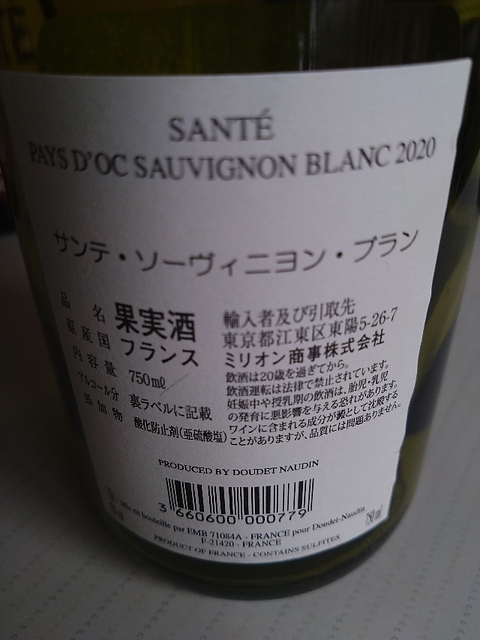 SANTÉ
PAYS D'OC SAUVIGNON BLANC 2020
サンテ・ソーヴィニヨン・ブラン
品名 果実酒
原産国 フランス
内容量 750ml
アルコール分 裏ラベルに記載
添加物 酸化防止剤(亜硫酸塩)
輸入者及び引取先
東京都江東区東陽5-26-7
ミリオン商事株式会社
飲酒は20歳を過ぎてから。
飲酒運転は法律で禁止されています。
妊娠中や授乳期の飲酒は、胎児・乳児
の発育に悪影響を与える恐れがあります。
ワインに含まれる成分が澱として沈殿する
ことがありますが、品質には問題ありません。
PRODUCED BY DOUDET NAUDIN
3 660600 000779
Mis en bouteille par EMB 71084A - FRANCE pour Doudet-Naudin
F-21420 - FRANCE
PRODUCT OF FRANCE - CONTAINS SULFITES